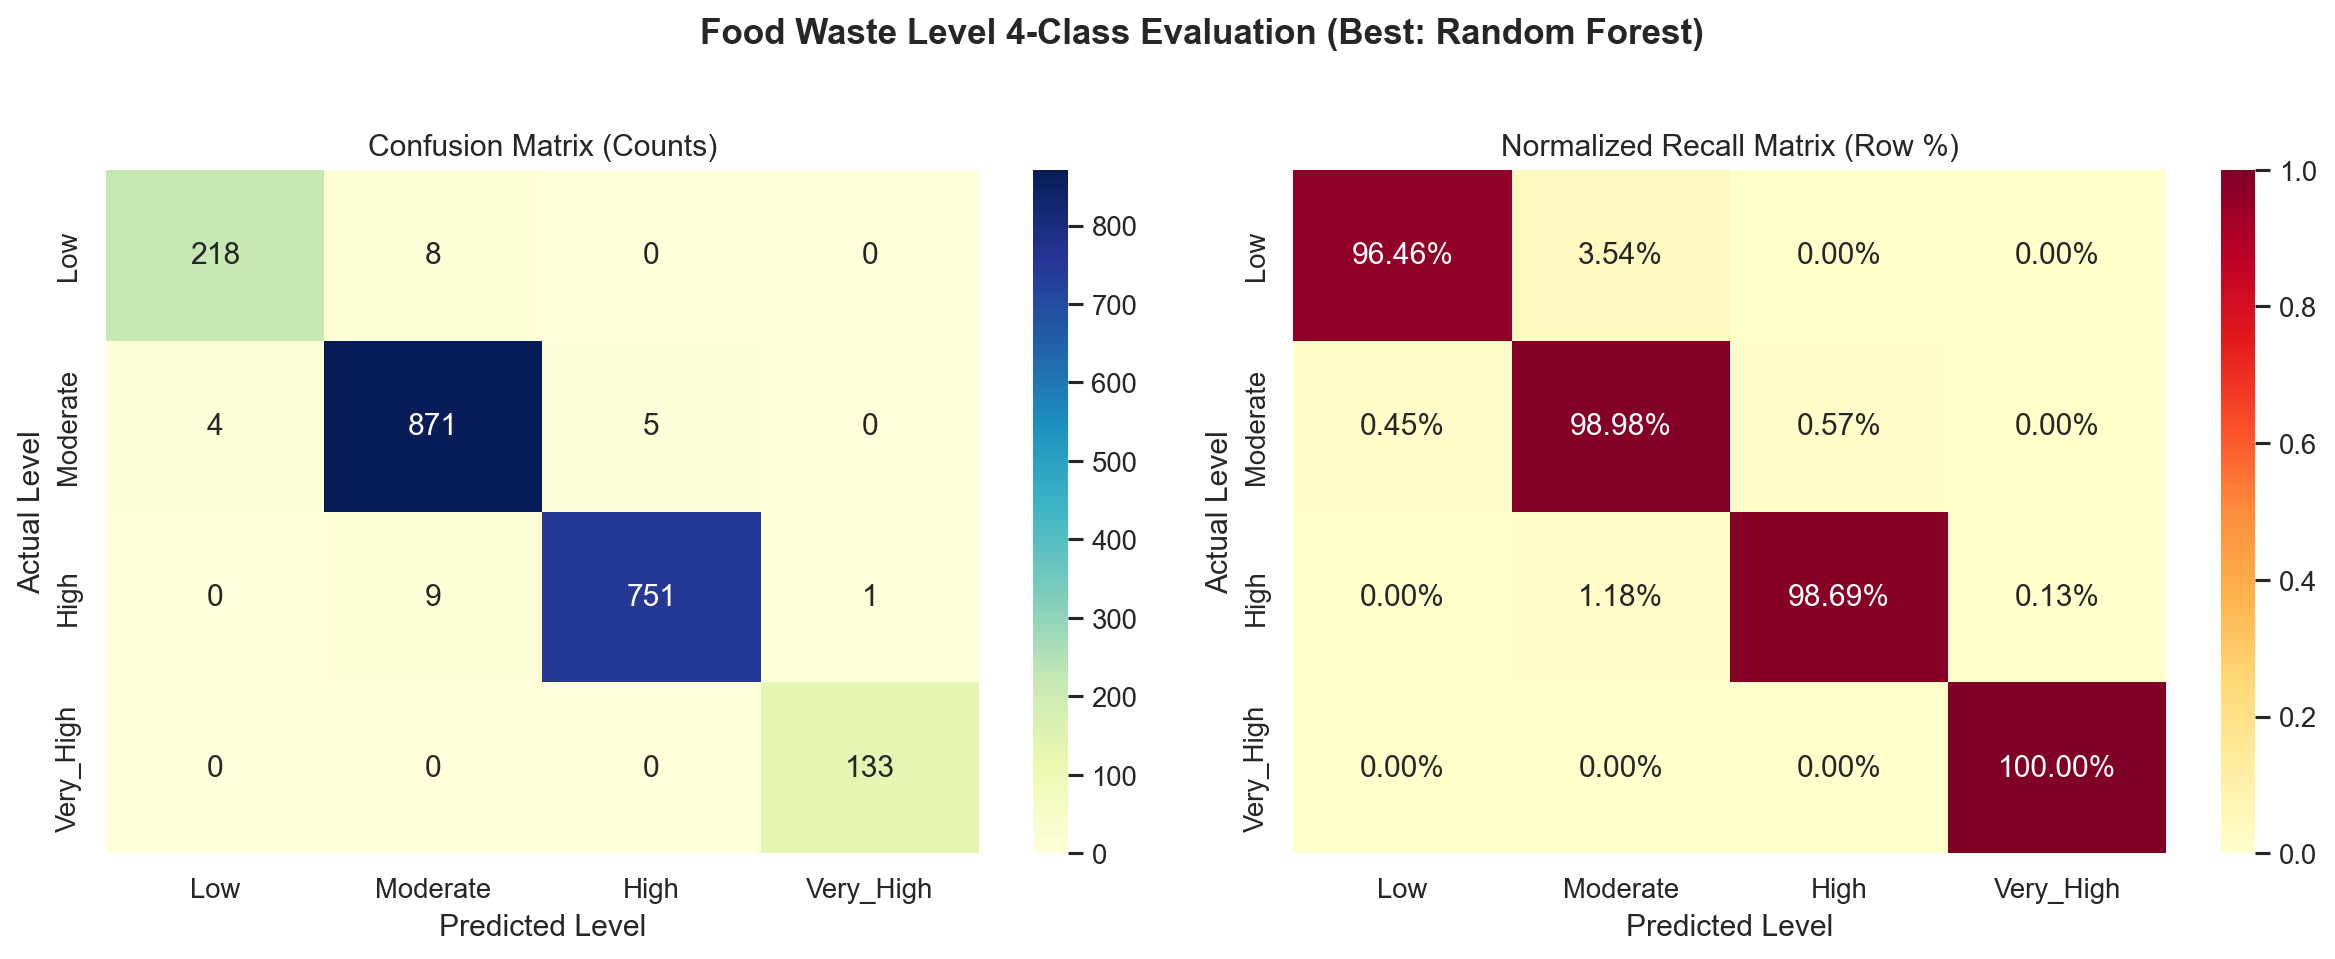 Food Waste Level 4-Class Evaluation (Best: Random Forest)
Confusion Matrix (Counts)
Actual Level
Low
Moderate
High
Very_High
218 8 0 0
4 871 5 0
0 9 751 1
0 0 0 133
Low Moderate High Very_High
Predicted Level
800
700
600
500
400
300
200
100
0
Normalized Recall Matrix (Row %)
Actual Level
Low
Moderate
High
Very_High
96.46% 3.54% 0.00% 0.00%
0.45% 98.98% 0.57% 0.00%
0.00% 1.18% 98.69% 0.13%
0.00% 0.00% 0.00% 100.00%
Low Moderate High Very_High
Predicted Level
1.0
0.8
0.6
0.4
0.2
0.0